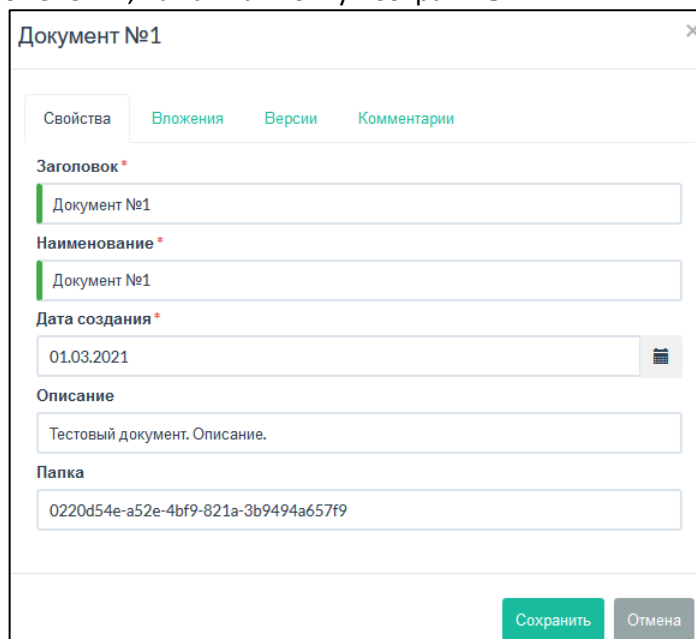 Документ №1
×
Свойства Вложения Версии Комментарии
Заголовок *
Документ №1
Наименование *
Документ №1
Дата создания *
01.03.2021
Описание
Тестовый документ. Описание.
Папка
0220d54e-a52e-4bf9-821a-3b9494a657f9
Сохранить Отмена